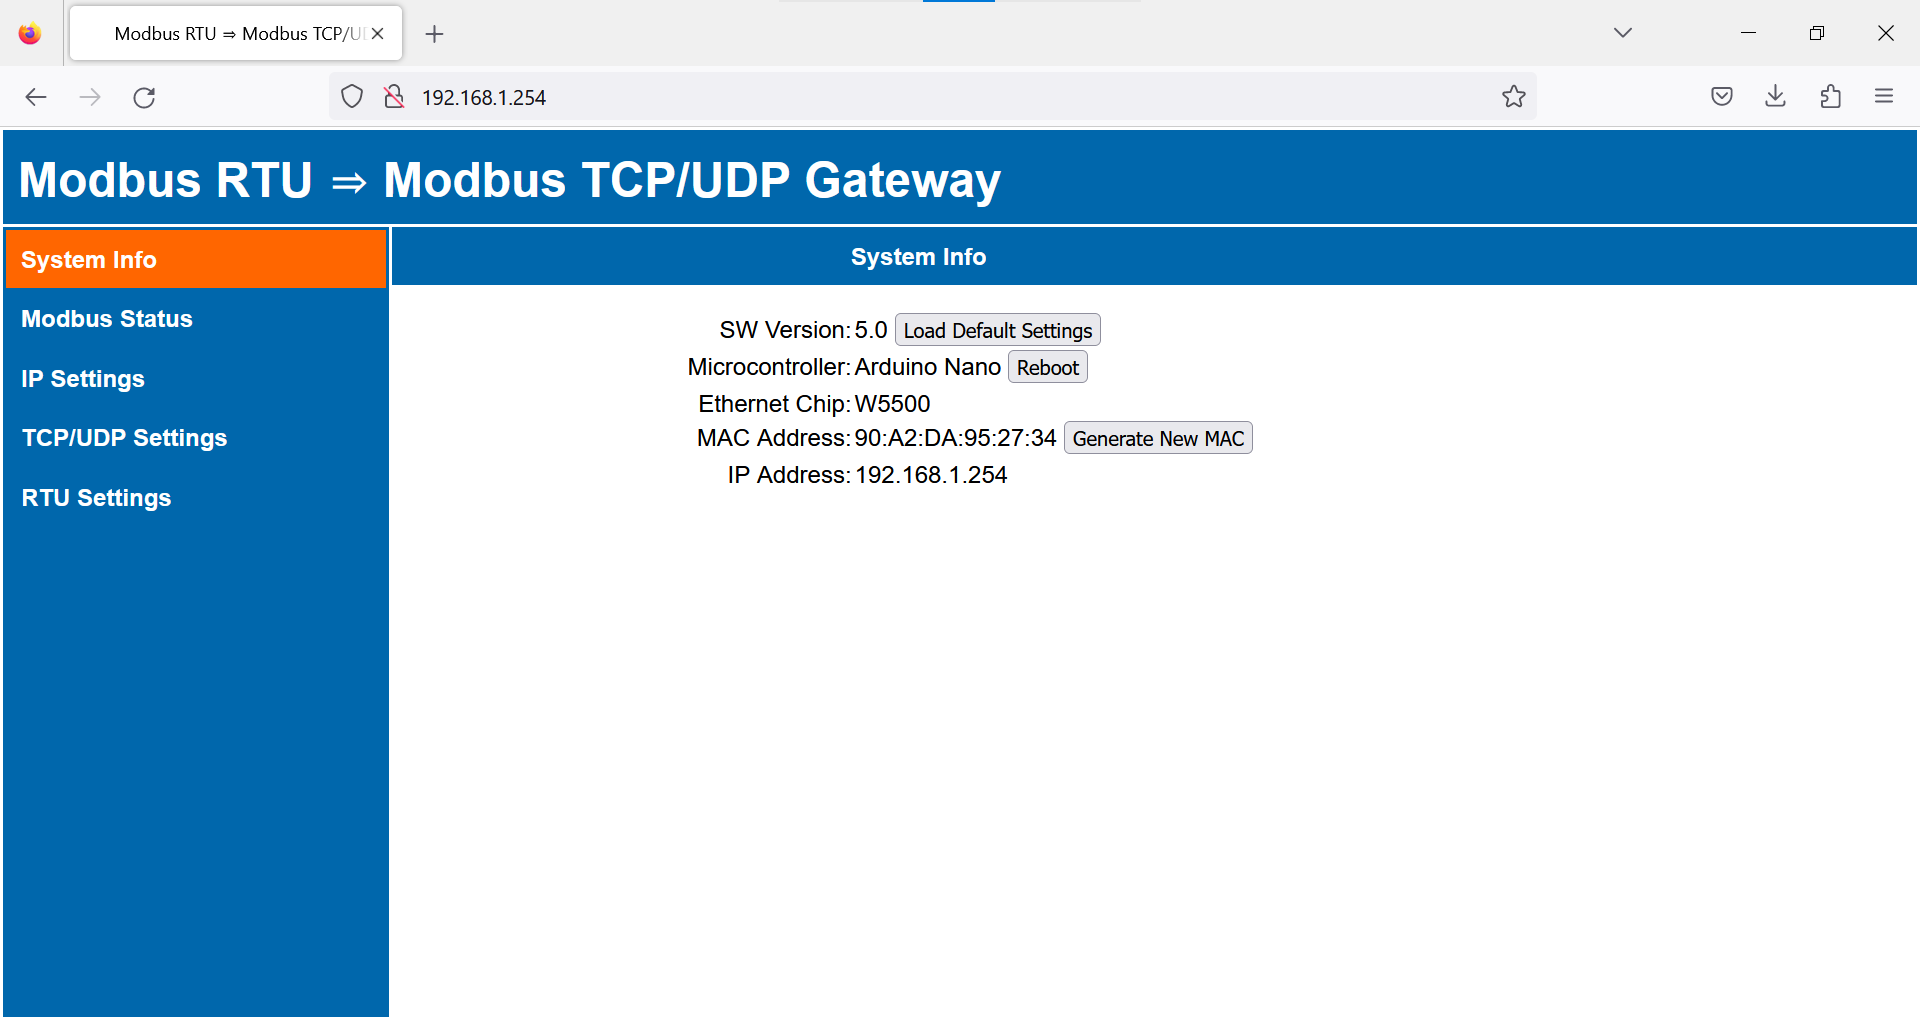 Modbus RTU ⇒ Modbus TCP/U
192.168.1.254
Modbus RTU ⇒ Modbus TCP/UDP Gateway
System Info
Modbus Status
IP Settings
TCP/UDP Settings
RTU Settings
System Info
SW Version: 5.0 Load Default Settings
Microcontroller: Arduino Nano Reboot
Ethernet Chip: W5500
MAC Address: 90:A2:DA:95:27:34 Generate New MAC
IP Address: 192.168.1.254